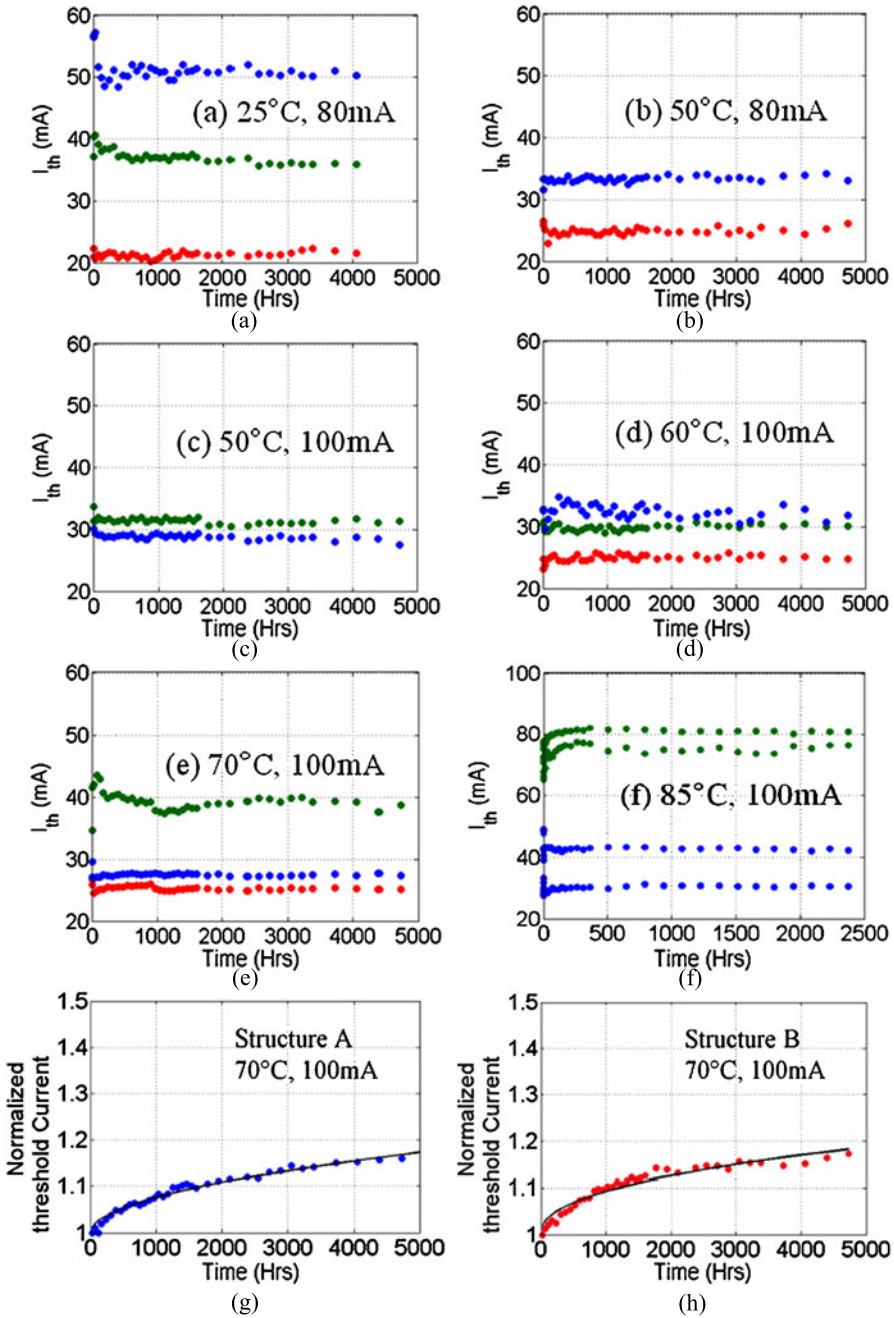 60
50
40
30
20
I_th (mA)
(a) 25°C, 80mA
0 1000 2000 3000 4000 5000
Time (Hrs)
(a)
60
50
40
30
20
I_th (mA)
(b) 50°C, 80mA
0 1000 2000 3000 4000 5000
Time (Hrs)
(b)
60
50
40
30
20
I_th (mA)
(c) 50°C, 100mA
0 1000 2000 3000 4000 5000
Time (Hrs)
(c)
60
50
40
30
20
I_th (mA)
(d) 60°C, 100mA
0 1000 2000 3000 4000 5000
Time (Hrs)
(d)
60
50
40
30
20
I_th (mA)
(e) 70°C, 100mA
0 1000 2000 3000 4000 5000
Time (Hrs)
(e)
100
80
60
40
20
I_th (mA)
(f) 85°C, 100mA
0 500 1000 1500 2000 2500
Time (Hrs)
(f)
1.5
1.4
1.3
1.2
1.1
1
Normalized
threshold Current
Structure A
70°C, 100mA
0 1000 2000 3000 4000 5000
Time (Hrs)
(g)
1.5
1.4
1.3
1.2
1.1
1
Normalized
threshold Current
Structure B
70°C, 100mA
0 1000 2000 3000 4000 5000
Time (Hrs)
(h)